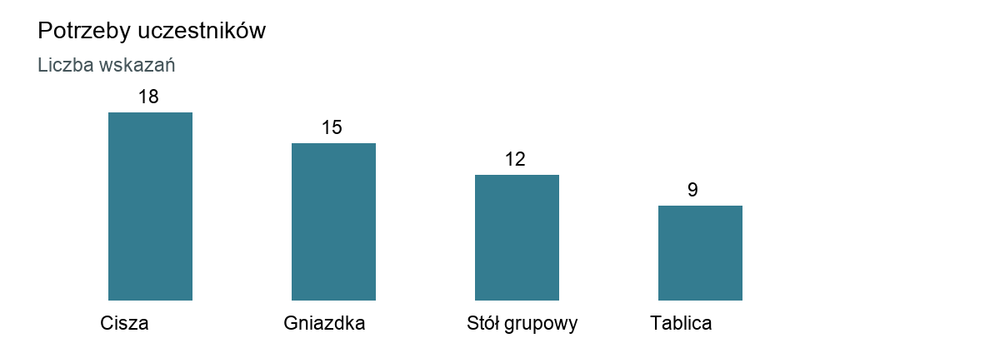 Potrzeby uczestników
Liczba wskazań
18
15
12
9
Cisza
Gniazdka
Stół grupowy
Tablica